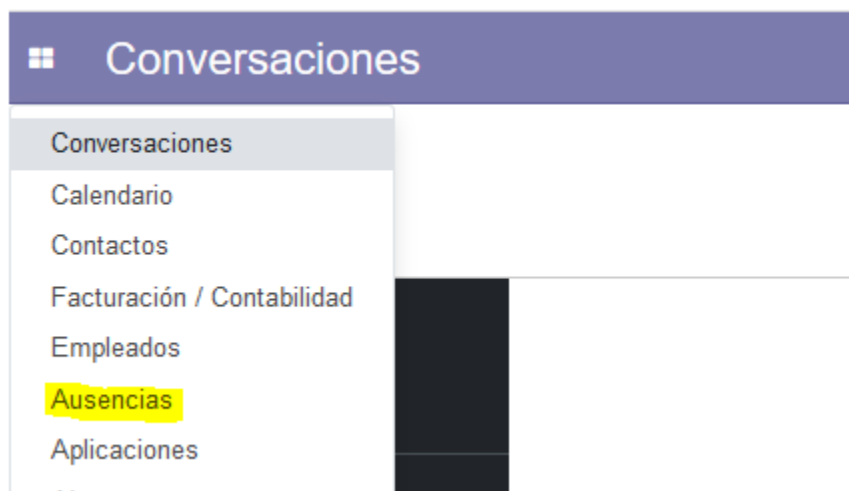 Conversaciones
Conversaciones
Calendario
Contactos
Facturación / Contabilidad
Empleados
Ausencias
Aplicaciones